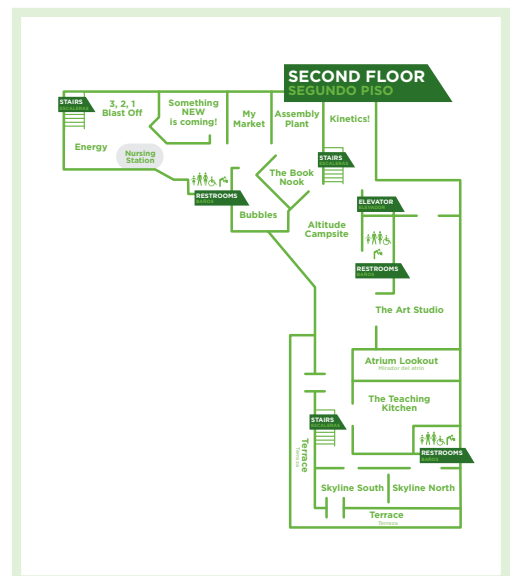 SECOND FLOOR
SEGUNDO PISO
STAIRS
ESCALERAS
3, 2, 1
Blast Off
Something
NEW
is coming!
My
Market
Assembly
Plant
Kinetics!
Energy
Nursing
Station
STAIRS
ESCALERAS
The Book
Nook
RESTROOMS
BAÑOS
ELEVATOR
ELEVADOR
Bubbles
Altitude
Campsite
RESTROOMS
BAÑOS
The Art Studio
Atrium Lookout
Mirador del atrio
The Teaching
Kitchen
STAIRS
ESCALERAS
Terrace
Terraza
RESTROOMS
BAÑOS
Skyline South
Skyline North
Terrace
Terraza